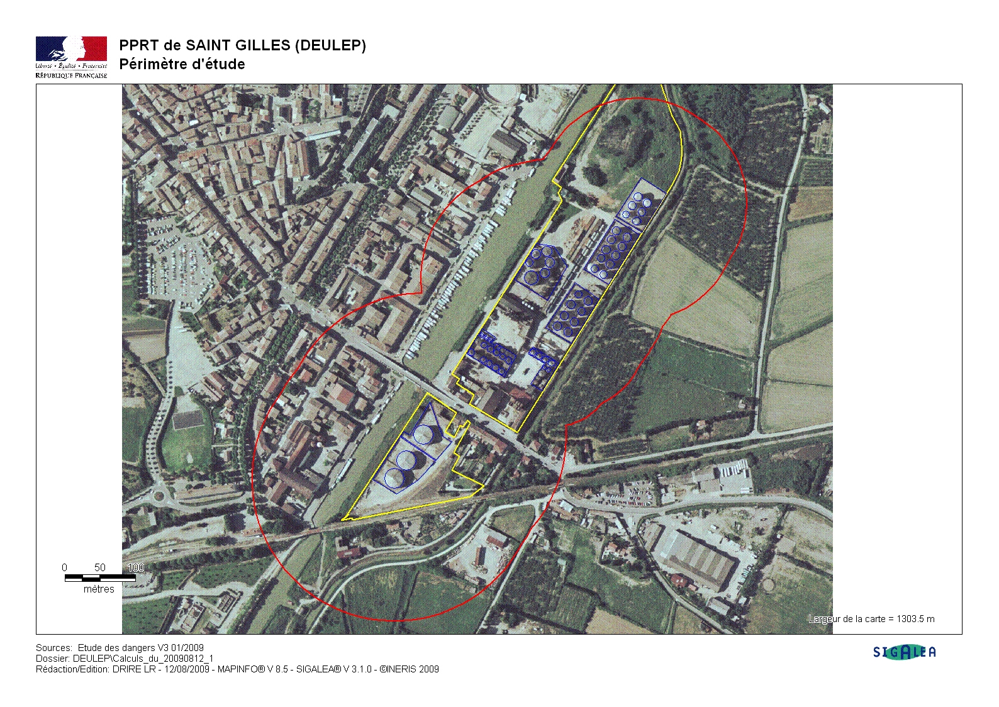 PPRT de SAINT GILLES (DEULEP)
Périmètre d'étude
Liberté • Égalité • Fraternité
RÉPUBLIQUE FRANÇAISE
0 50 100
mètres
Largeur de la carte = 1303.5 m
Sources: Etude des dangers V3 01/2009
Dossier: DEULEP\Calculs_du_20090812_1
Rédaction/Edition: DRIRE LR - 12/08/2009 - MAPINFO® V 8.5 - SIGALEA® V 3.1.0 - ©INERIS 2009
SIGALEA